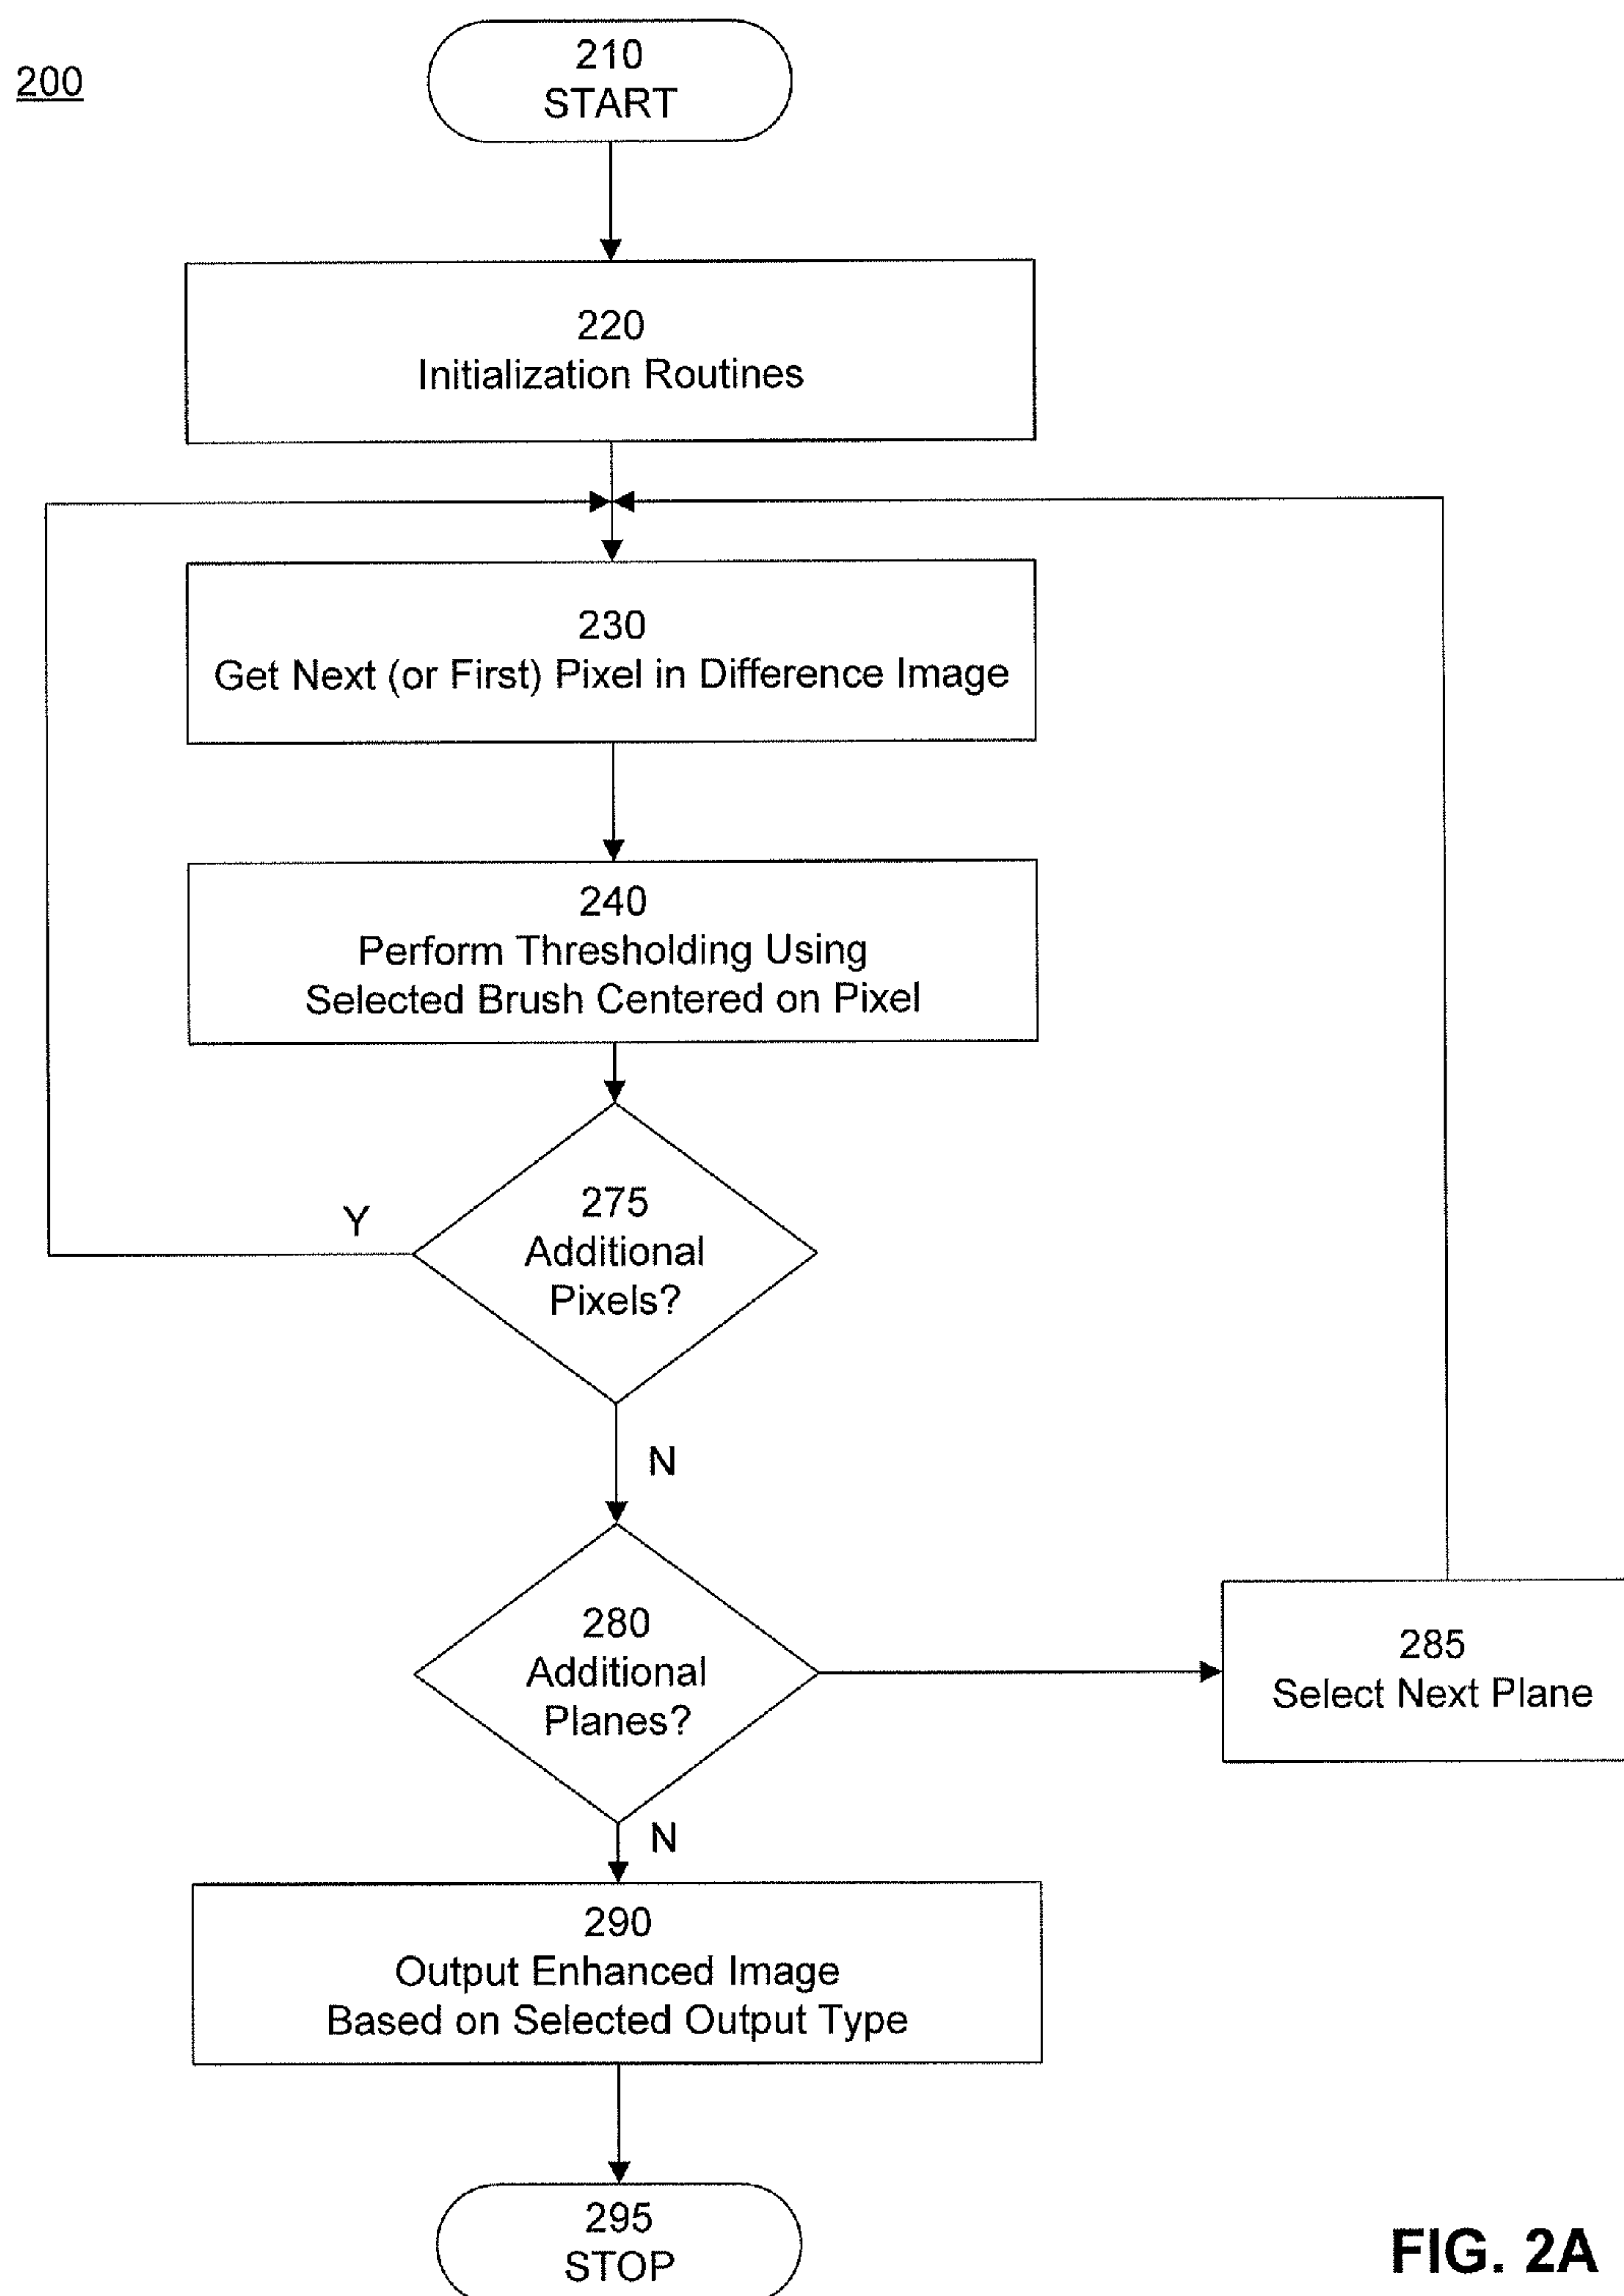 200
210
START
220
Initialization Routines
230
Get Next (or First) Pixel in Difference Image
240
Perform Thresholding Using
Selected Brush Centered on Pixel
275
Additional
Pixels?
Y
N
280
Additional
Planes?
285
Select Next Plane
N
290
Output Enhanced Image
Based on Selected Output Type
295
STOP
FIG. 2A